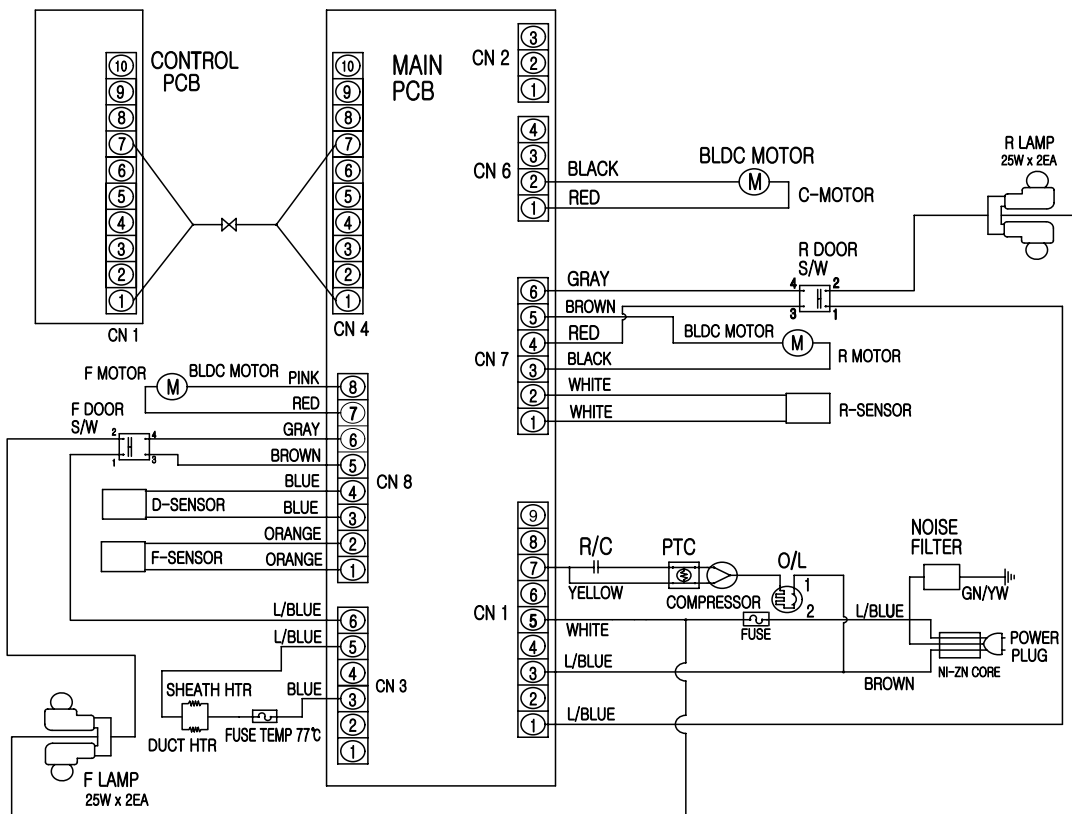 CONTROL
PCB
10
9
8
7
6
5
4
3
2
1
CN 1
MAIN
PCB
10
9
8
7
6
5
4
3
2
1
CN 4
CN 2
3
2
1
CN 6
4
3
2
1
BLACK
RED
BLDC MOTOR
M
C-MOTOR
R LAMP
25W x 2EA
R DOOR
S/W
4
2
3
1
CN 7
6
5
4
3
2
1
GRAY
BROWN
RED
BLACK
WHITE
WHITE
BLDC MOTOR
M
R MOTOR
R-SENSOR
F MOTOR
M
BLDC MOTOR
F DOOR
S/W
2
4
1
3
PINK
RED
GRAY
BROWN
BLUE
BLUE
ORANGE
ORANGE
8
7
6
5
4
3
2
1
CN 8
D-SENSOR
F-SENSOR
L/BLUE
L/BLUE
BLUE
6
5
4
3
2
1
CN 3
SHEATH HTR
DUCT HTR
FUSE TEMP 77℃
F LAMP
25W x 2EA
CN 1
9
8
7
6
5
4
3
2
1
R/C
PTC
O/L
1
2
YELLOW
COMPRESSOR
WHITE
FUSE
L/BLUE
L/BLUE
BROWN
L/BLUE
NOISE
FILTER
GN/YW
POWER
PLUG
NI-ZN CORE